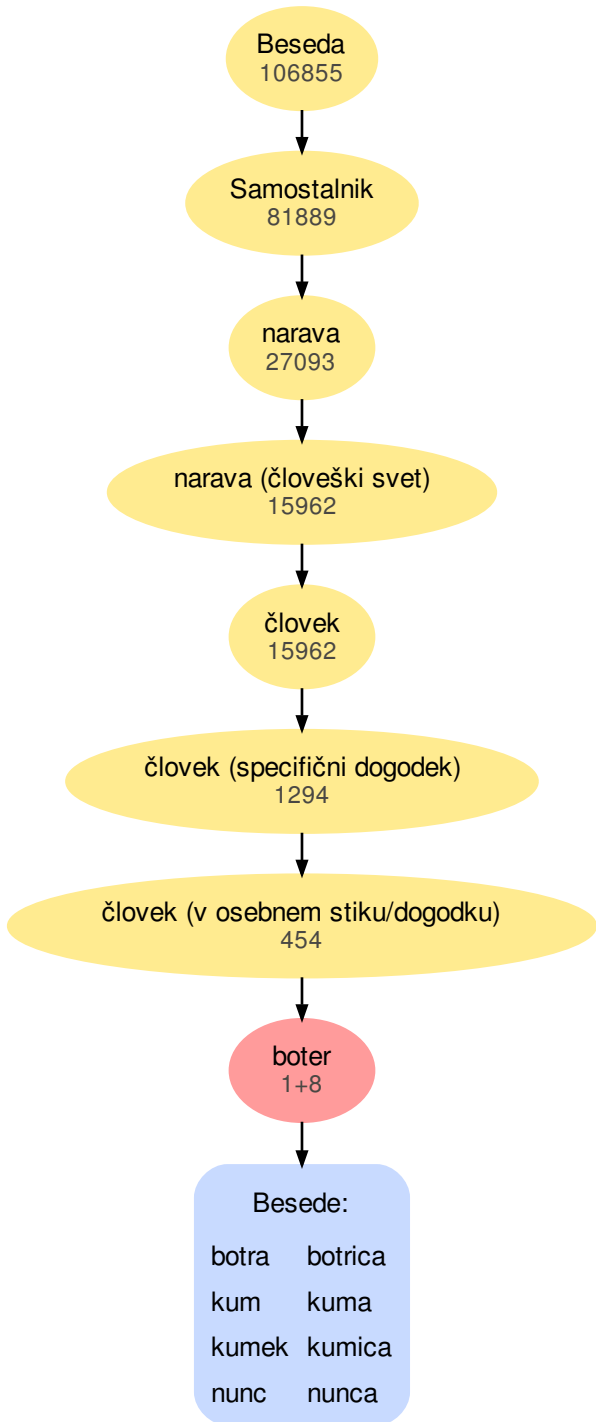 Beseda
106855
Samostalnik
81889
narava
27093
narava (človeški svet)
15962
človek
15962
človek (specifični dogodek)
1294
človek (v osebnem stiku/dogodku)
454
boter
1+8
Besede:
botra botrica
kum kuma
kumek kumica
nunc nunca